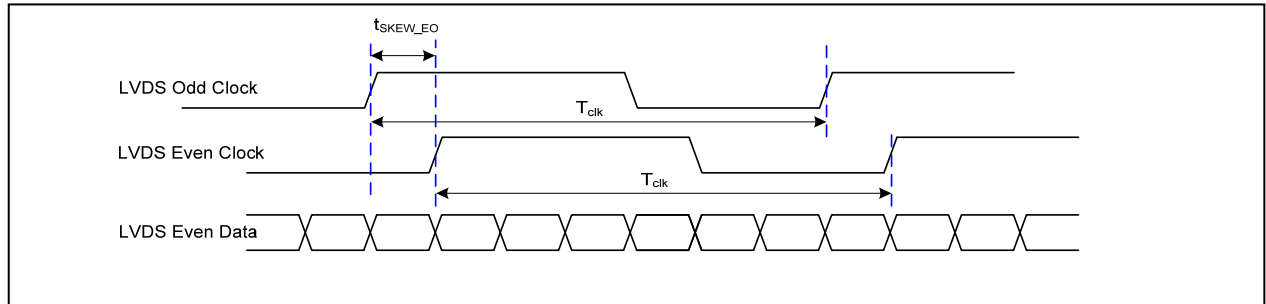 tSKEW_EO
LVDS Odd Clock
Tclk
LVDS Even Clock
Tclk
LVDS Even Data